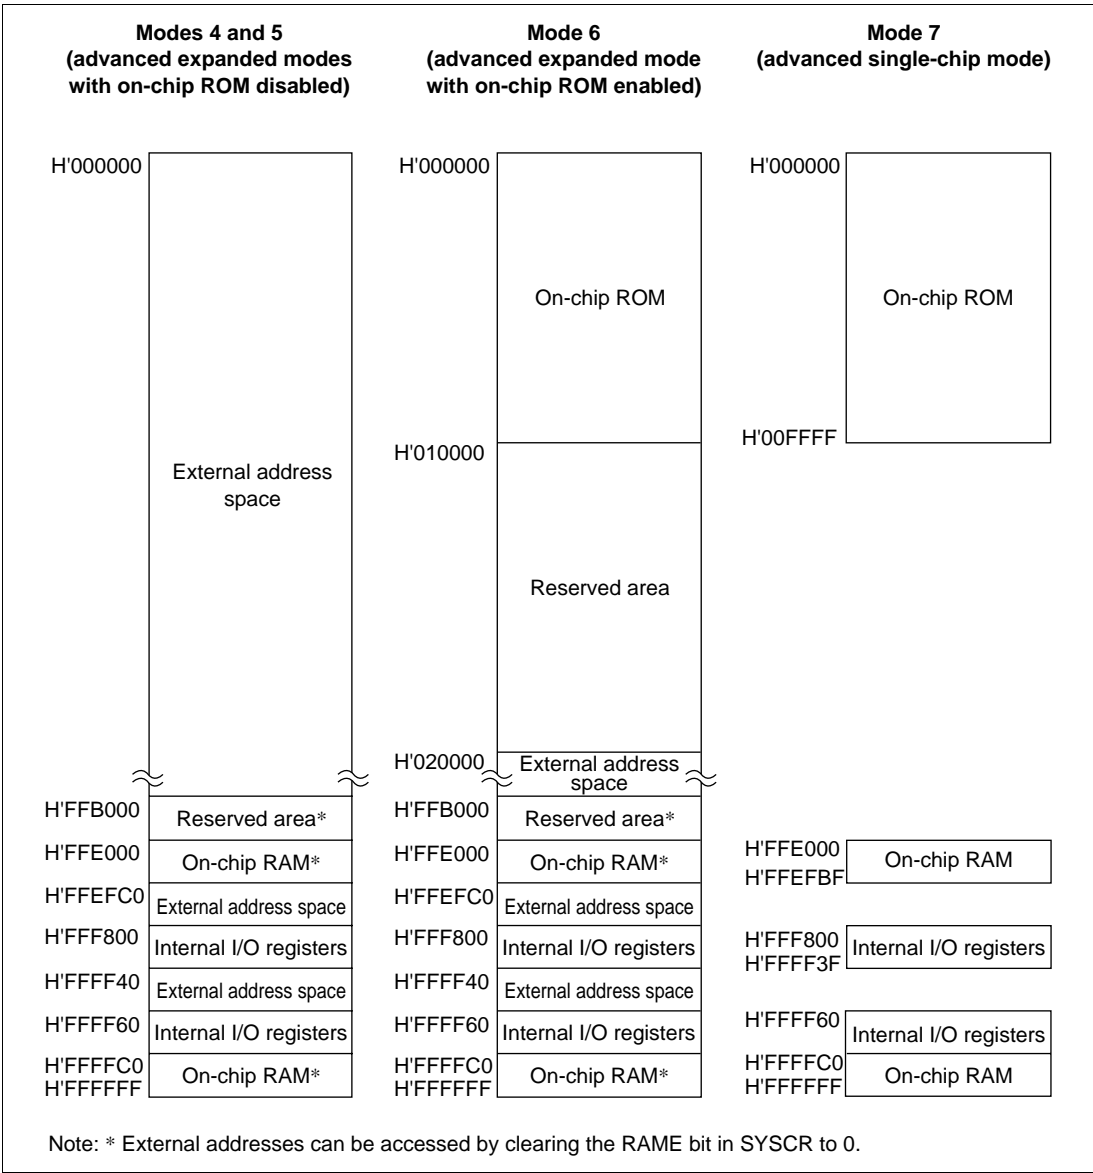 Modes 4 and 5
(advanced expanded modes
with on-chip ROM disabled)
Mode 6
(advanced expanded mode
with on-chip ROM enabled)
Mode 7
(advanced single-chip mode)
H'000000
External address
space
H'FFB000
Reserved area*
H'FFE000
On-chip RAM*
H'FFEFC0
External address space
H'FFF800
Internal I/O registers
H'FFFF40
External address space
H'FFFF60
Internal I/O registers
H'FFFFC0
On-chip RAM*
H'FFFFFF
H'000000
On-chip ROM
H'010000
Reserved area
H'020000
External address
space
H'FFB000
Reserved area*
H'FFE000
On-chip RAM*
H'FFEFC0
External address space
H'FFF800
Internal I/O registers
H'FFFF40
External address space
H'FFFF60
Internal I/O registers
H'FFFFC0
On-chip RAM*
H'FFFFFF
H'000000
On-chip ROM
H'00FFFF
H'FFE000
On-chip RAM
H'FFEFBF
H'FFF800
Internal I/O registers
H'FFFF3F
H'FFFF60
Internal I/O registers
H'FFFFC0
On-chip RAM
H'FFFFFF
Note: * External addresses can be accessed by clearing the RAME bit in SYSCR to 0.